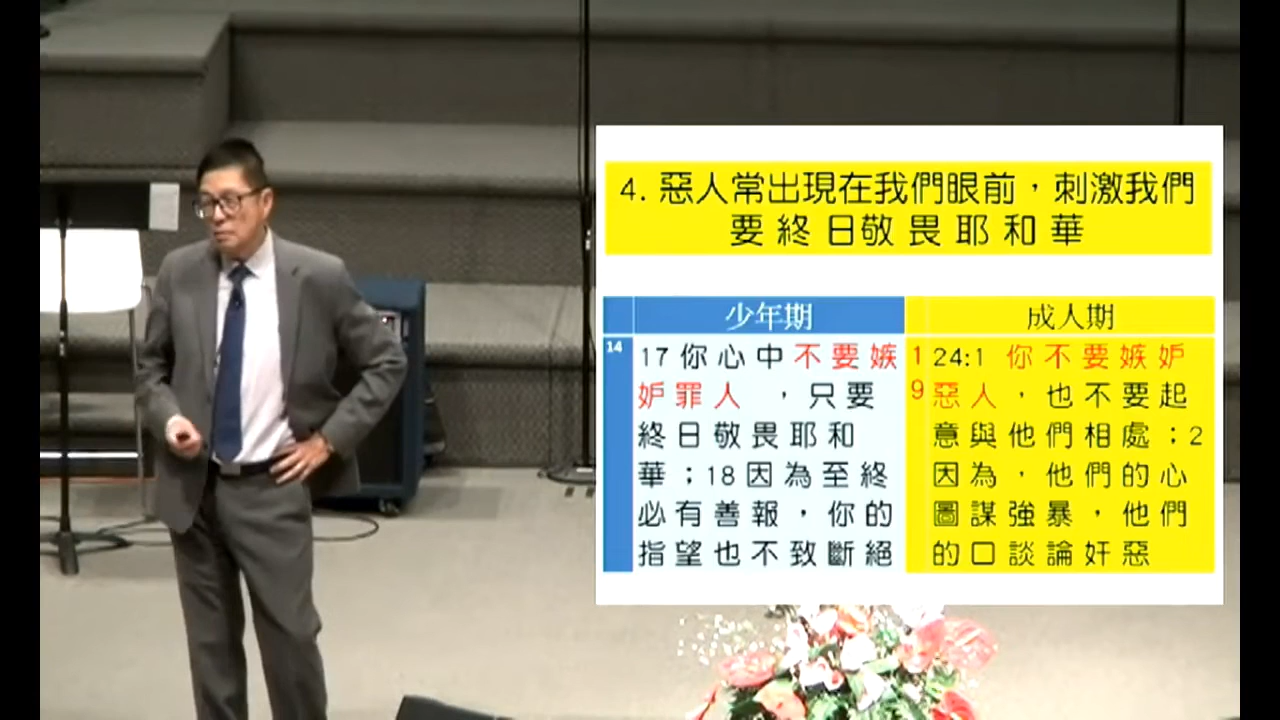 4. 惡人常出現在我們眼前，刺激我們
要終日敬畏耶和華
少年期
14
17你心中不要嫉
妒罪人，只要
終日敬畏耶和
華；18因為至終
必有善報，你的
指望也不致斷絕
成人期
19
24:1 你不要嫉妒
惡人，也不要起
意與他們相處；2
因為，他們的心
圖謀強暴，他們
的口談論奸惡